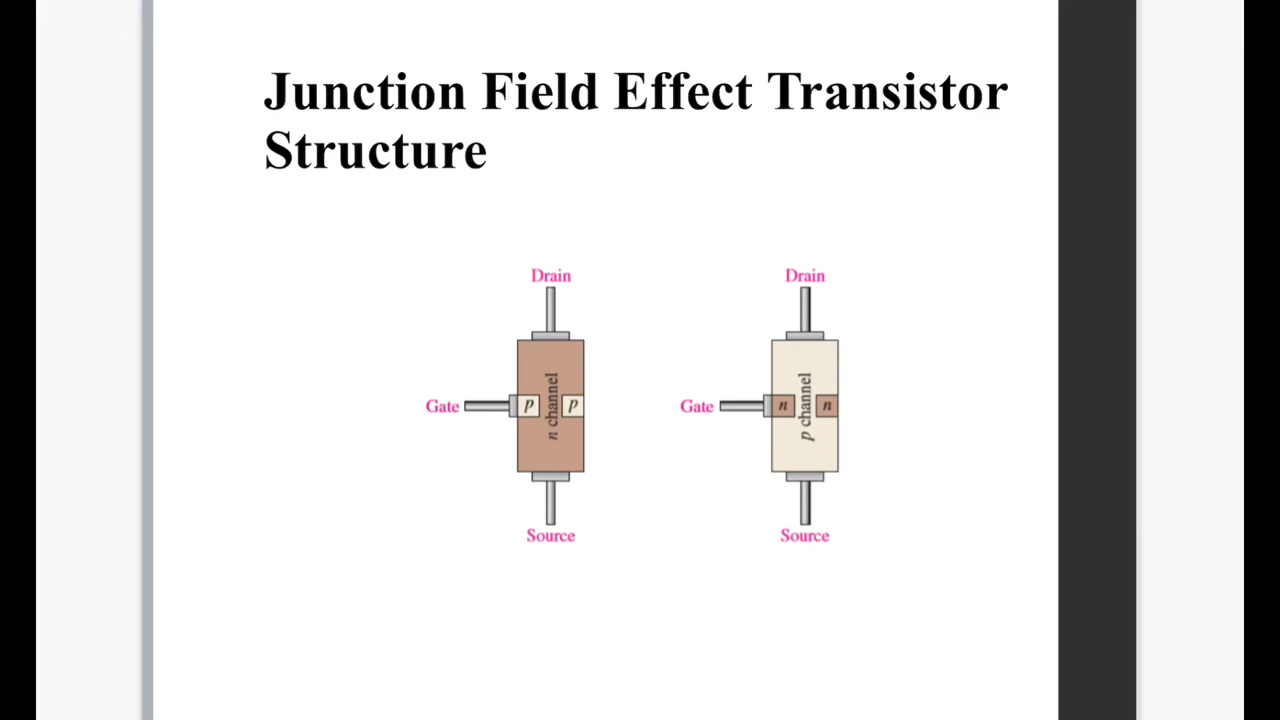 Junction Field Effect Transistor
Structure
Drain
Drain
Gate
p
n channel
p
Gate
n
p channel
n
Source
Source